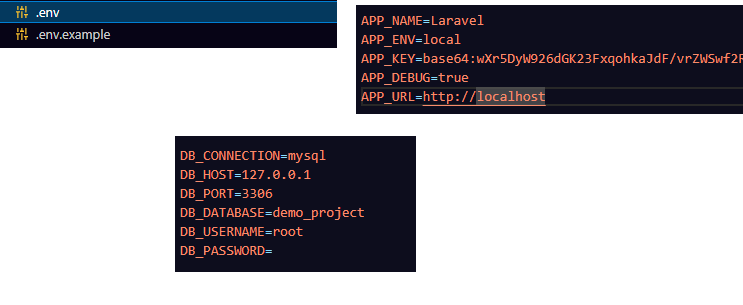 .env
.env.example
APP_NAME=Laravel
APP_ENV=local
APP_KEY=base64:wXr5DyW926dGK23FxqohkaJdF/vrZWSwf2F
APP_DEBUG=true
APP_URL=http://localhost
DB_CONNECTION=mysql
DB_HOST=127.0.0.1
DB_PORT=3306
DB_DATABASE=demo_project
DB_USERNAME=root
DB_PASSWORD=